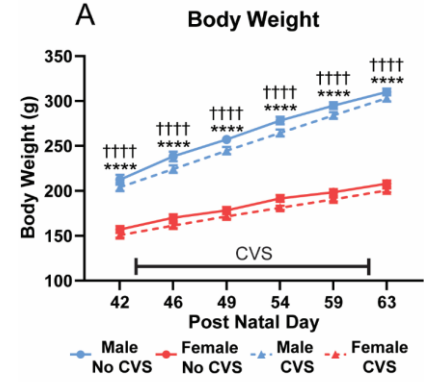 A
Body Weight
Body Weight (g)
350
300
250
200
150
100
††††
****
††††
****
††††
****
††††
****
††††
****
††††
****
CVS
42 46 49 54 59 63
Post Natal Day
Male No CVS
Female No CVS
Male CVS
Female CVS